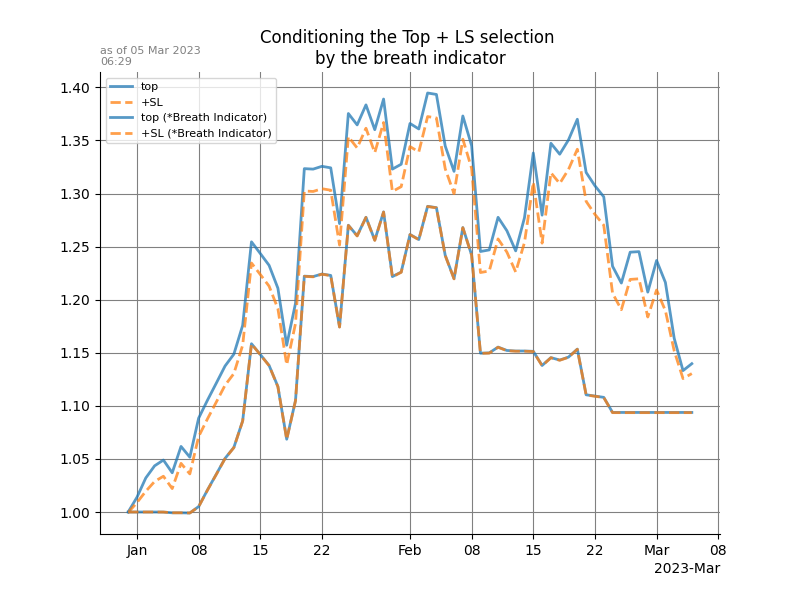 Conditioning the Top + LS selection
by the breath indicator
as of 05 Mar 2023
06:29
top
+SL
top (*Breath Indicator)
+SL (*Breath Indicator)
1.40
1.35
1.30
1.25
1.20
1.15
1.10
1.05
1.00
Jan 08 15 22 Feb 08 15 22 Mar 08
2023-Mar